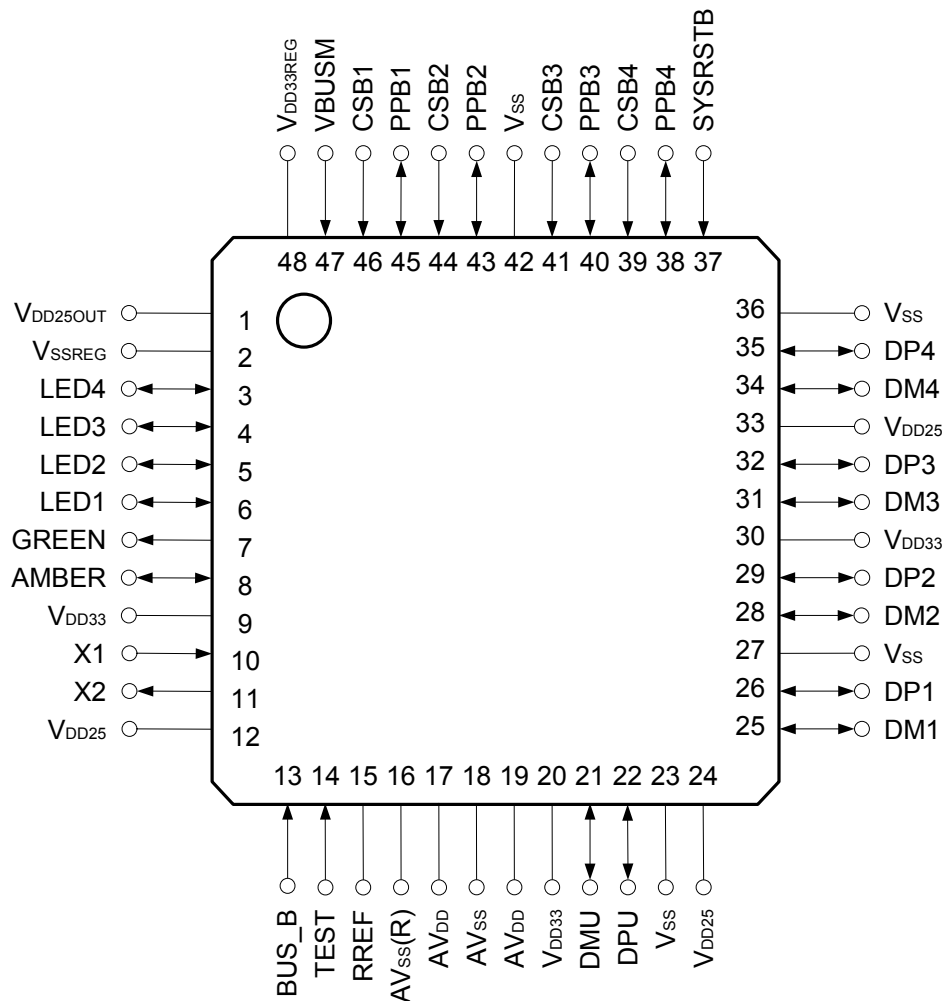 VDD33REG
VBUSM
CSB1
PPB1
CSB2
PPB2
VSS
CSB3
PPB3
CSB4
PPB4
SYSRSTB
48 47 46 45 44 43 42 41 40 39 38 37
VDD25OUT 1
VSSREG 2
LED4 3
LED3 4
LED2 5
LED1 6
GREEN 7
AMBER 8
VDD33 9
X1 10
X2 11
VDD25 12
36 VSS
35 DP4
34 DM4
33 VDD25
32 DP3
31 DM3
30 VDD33
29 DP2
28 DM2
27 VSS
26 DP1
25 DM1
13 14 15 16 17 18 19 20 21 22 23 24
BUS_B
TEST
RREF
AVSS(R)
AVDD
AVSS
AVDD
VDD33
DMU
DPU
VSS
VDD25